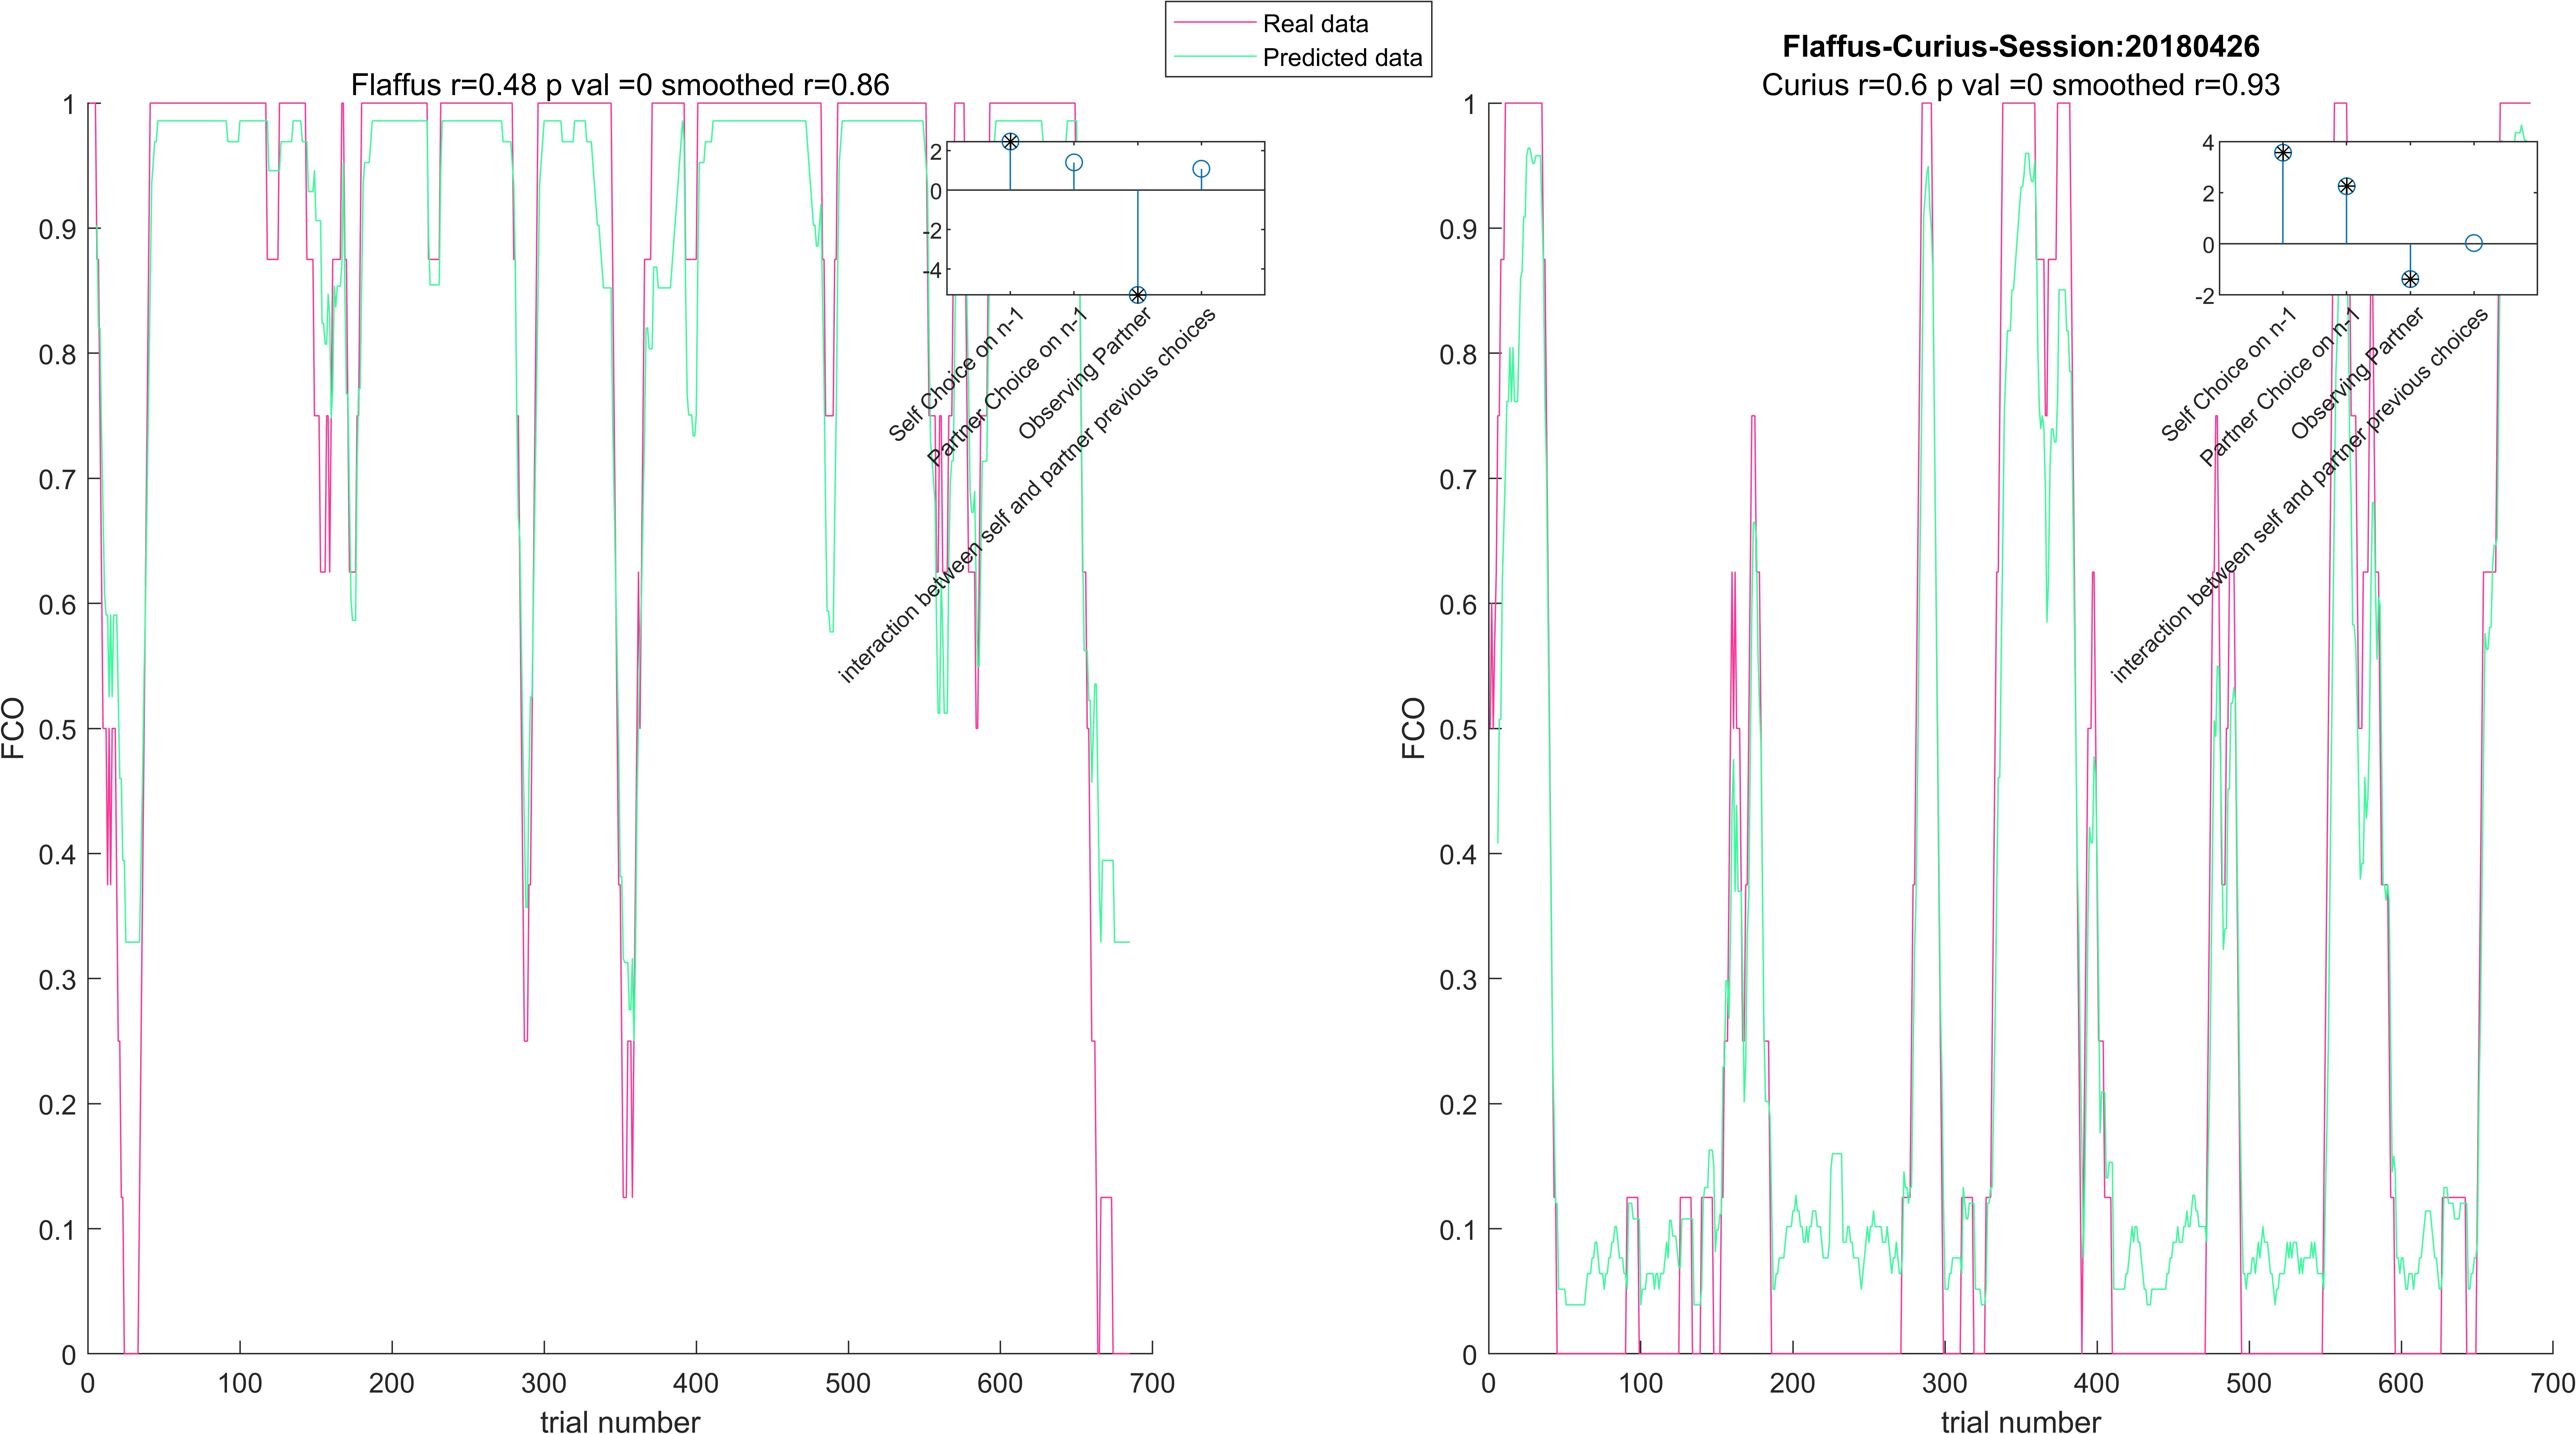 Real data
Predicted data
Flaffus r=0.48 p val =0 smoothed r=0.86
FCO
1
0.9
0.8
0.7
0.6
0.5
0.4
0.3
0.2
0.1
0
0
100
200
300
400
500
600
700
trial number
2
0
-2
-4
Self Choice on n-1
Partner Choice on n-1
Observing Partner
interaction between self and partner previous choices
Flaffus-Curius-Session:20180426
Curius r=0.6 p val =0 smoothed r=0.93
FCO
1
0.9
0.8
0.7
0.6
0.5
0.4
0.3
0.2
0.1
0
0
100
200
300
400
500
600
700
trial number
4
2
0
-2
Self Choice on n-1
Partner Choice on n-1
Observing Partner
interaction between self and partner previous choices